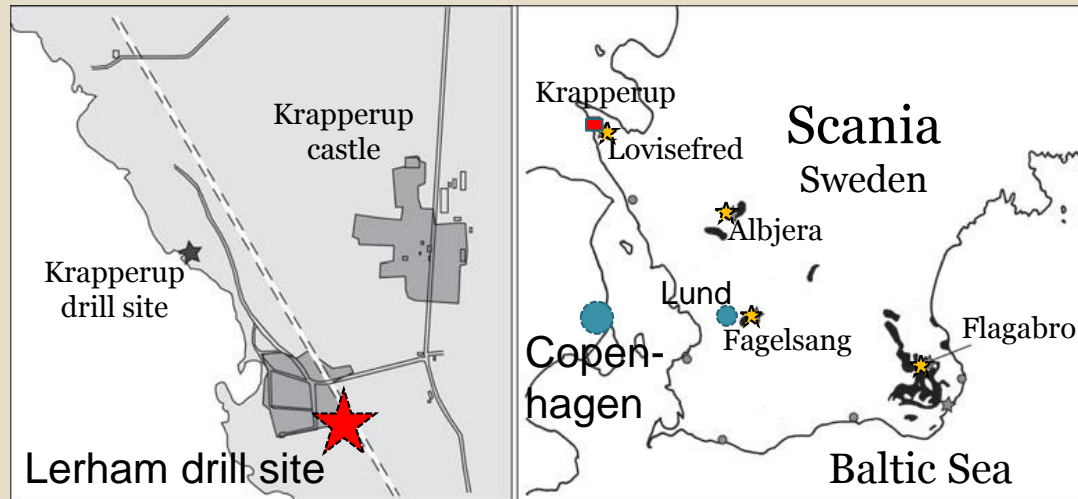 Krapperup
castle
Krapperup
drill site
Lerham drill site
Krapperup
Lovisefred
Scania
Sweden
Albjera
Lund
Fagelsang
Flagabro
Copen-
hagen
Baltic Sea